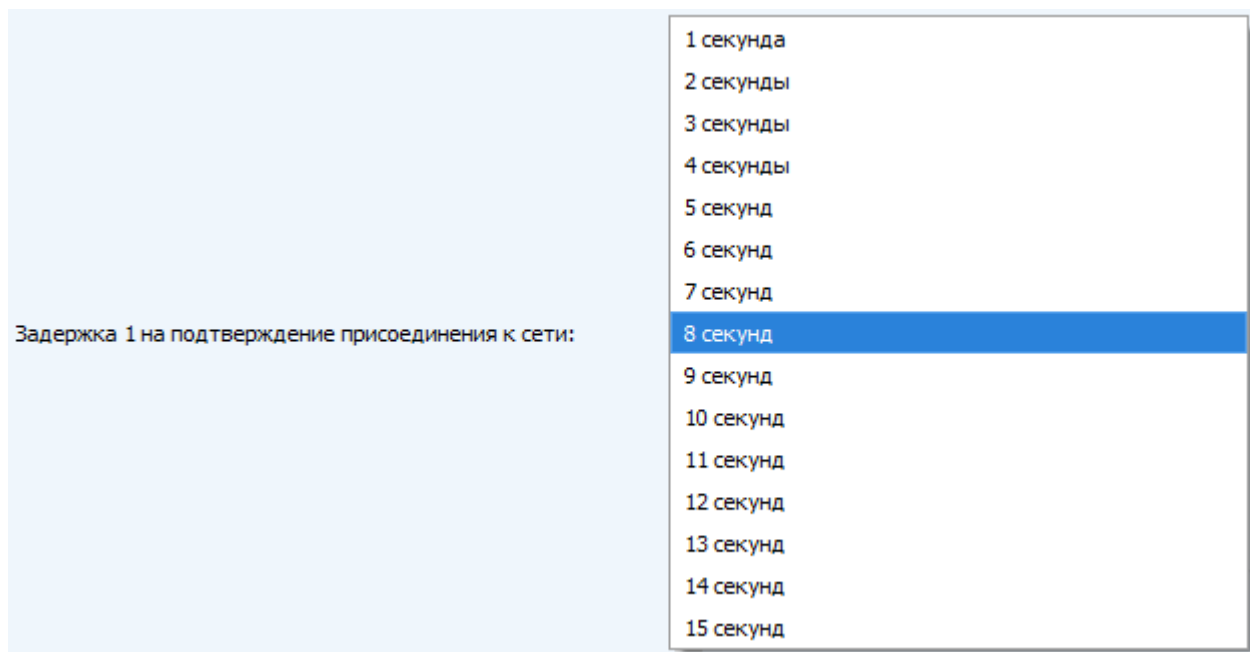 1 секунда
2 секунды
3 секунды
4 секунды
5 секунд
6 секунд
7 секунд
Задержка 1 на подтверждение присоединения к сети:
8 секунд
9 секунд
10 секунд
11 секунд
12 секунд
13 секунд
14 секунд
15 секунд